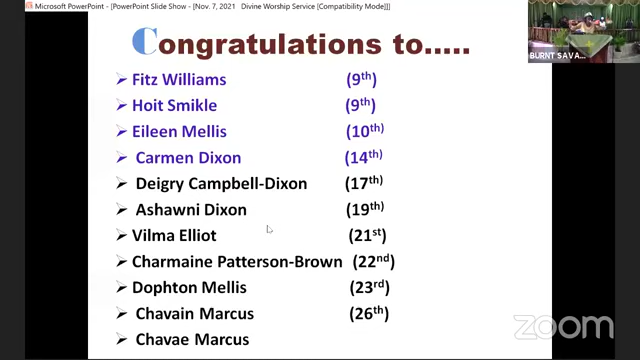 Microsoft PowerPoint - [PowerPoint Slide Show - [Nov. 7, 2021 Divine Worship Service [Compatibility Mode]]]
Congratulations to.....
Fitz Williams (9th)
Hoit Smikle (9th)
Eileen Mellis (10th)
Carmen Dixon (14th)
Deigry Campbell-Dixon (17th)
Ashawni Dixon (19th)
Vilma Elliot (21st)
Charmaine Patterson-Brown (22nd)
Dophton Mellis (23rd)
Chavain Marcus (26th)
Chavae Marcus
BURNT SAVA...
zoom